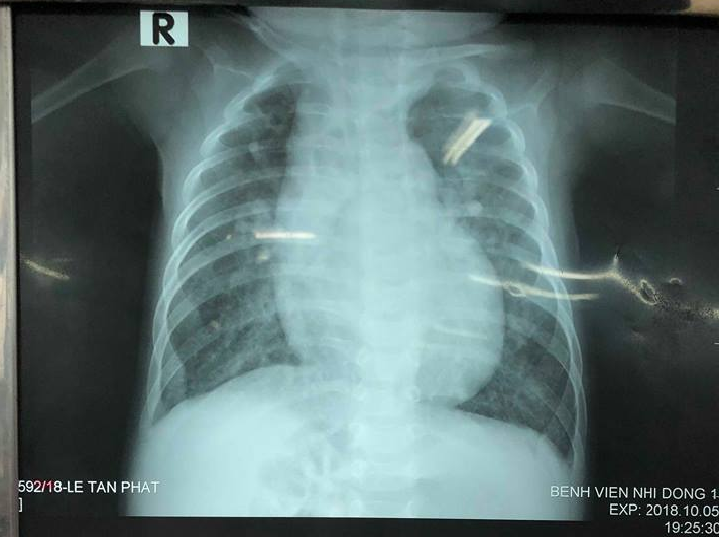 R
592/18-LE TAN PHAT
]
BENH VIEN NHI DONG 1
EXP: 2018.10.05
19:25:30